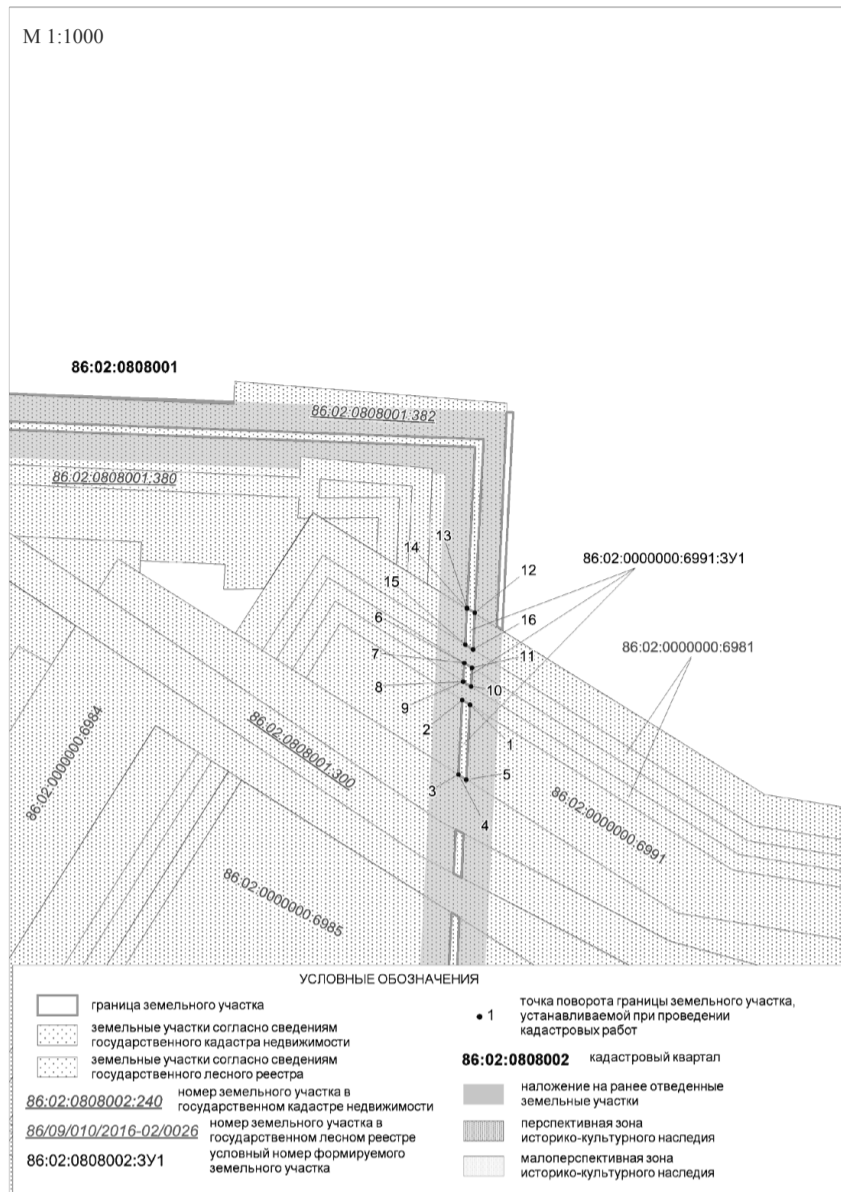 М 1:1000
86:02:0808001
86:02:0808001:382
86:02:0808001:380
13
14
12
86:02:0000000:6991:ЗУ1
15
16
6
86:02:0000000:6981
11
7
8
10
9
2
1
86:02:0808001:300
86:02:0000000:6984
3
5
4
86:02:0000000:6991
86:02:0000000:6985
УСЛОВНЫЕ ОБОЗНАЧЕНИЯ
граница земельного участка
земельные участки согласно сведениям
государственного кадастра недвижимости
земельные участки согласно сведениям
государственного лесного реестра
86:02:0808002:240
номер земельного участка в
государственном кадастре недвижимости
86/09/010/2016-02/0026
номер земельного участка в
государственном лесном реестре
86:02:0808002:ЗУ1
условный номер формируемого
земельного участка
1
точка поворота границы земельного участка,
устанавливаемой при проведении
кадастровых работ
86:02:0808002 кадастровый квартал
наложение на ранее отведенные
земельные участки
перспективная зона
историко-культурного наследия
малоперспективная зона
историко-культурного наследия